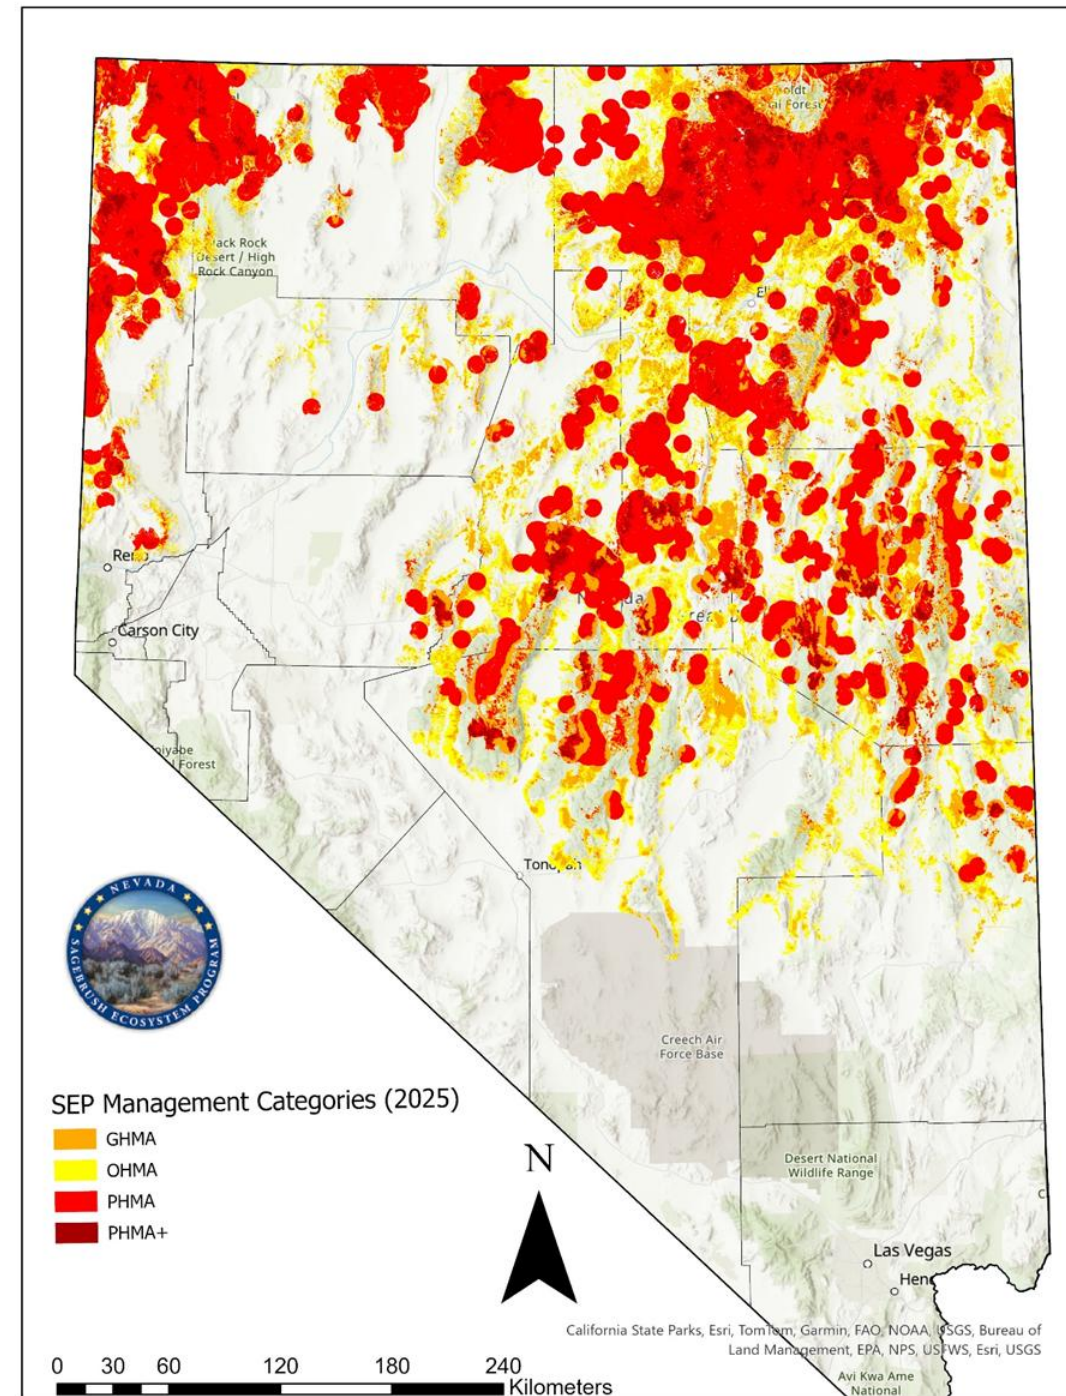 ai Forest
Rock
Desert / High
Rock Canyon
Carson City
Forest
Tonopah
NEVADA
SAGEBRUSH ECOSYSTEM PROGRAM
Creech Air
Force Base
SEP Management Categories (2025)
GHMA
OHMA
PHMA
PHMA+
N
Desert National
Wildlife Range
Las Vegas
Hen
California State Parks, Esri, TomTom, Garmin, FAO, NOAA, USGS, Bureau of
Land Management, EPA, NPS, USFWS, Esri, USGS
Avi Kwa Ame
National
0 30 60 120 180 240
Kilometers